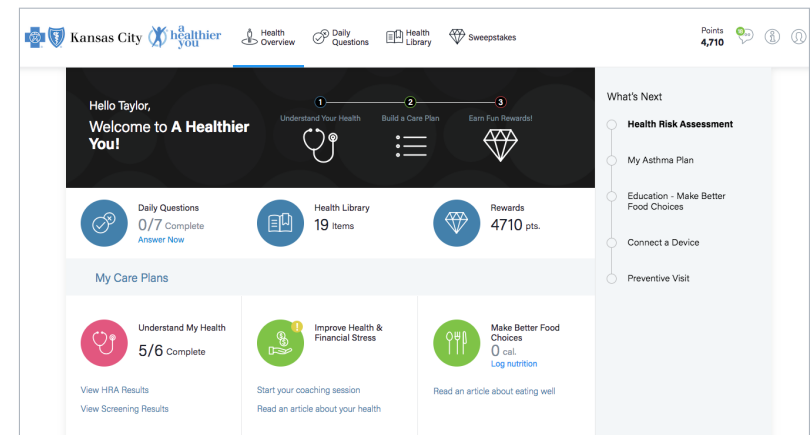 Kansas City
a
healthier
you
Health
Overview
Daily
Questions
Health
Library
Sweepstakes
Points
4,710
Hello Taylor,
Welcome to A Healthier
You!
1
2
3
Understand Your Health
Build a Care Plan
Earn Fun Rewards!
Daily Questions
0/7 Complete
Answer Now
Health Library
19 Items
Rewards
4710 pts.
My Care Plans
Understand My Health
5/6 Complete
View HRA Results
View Screening Results
Improve Health &
Financial Stress
Start your coaching session
Read an article about your health
Make Better Food
Choices
0 cal.
Log nutrition
Read an article about eating well
What's Next
Health Risk Assessment
My Asthma Plan
Education - Make Better
Food Choices
Connect a Device
Preventive Visit